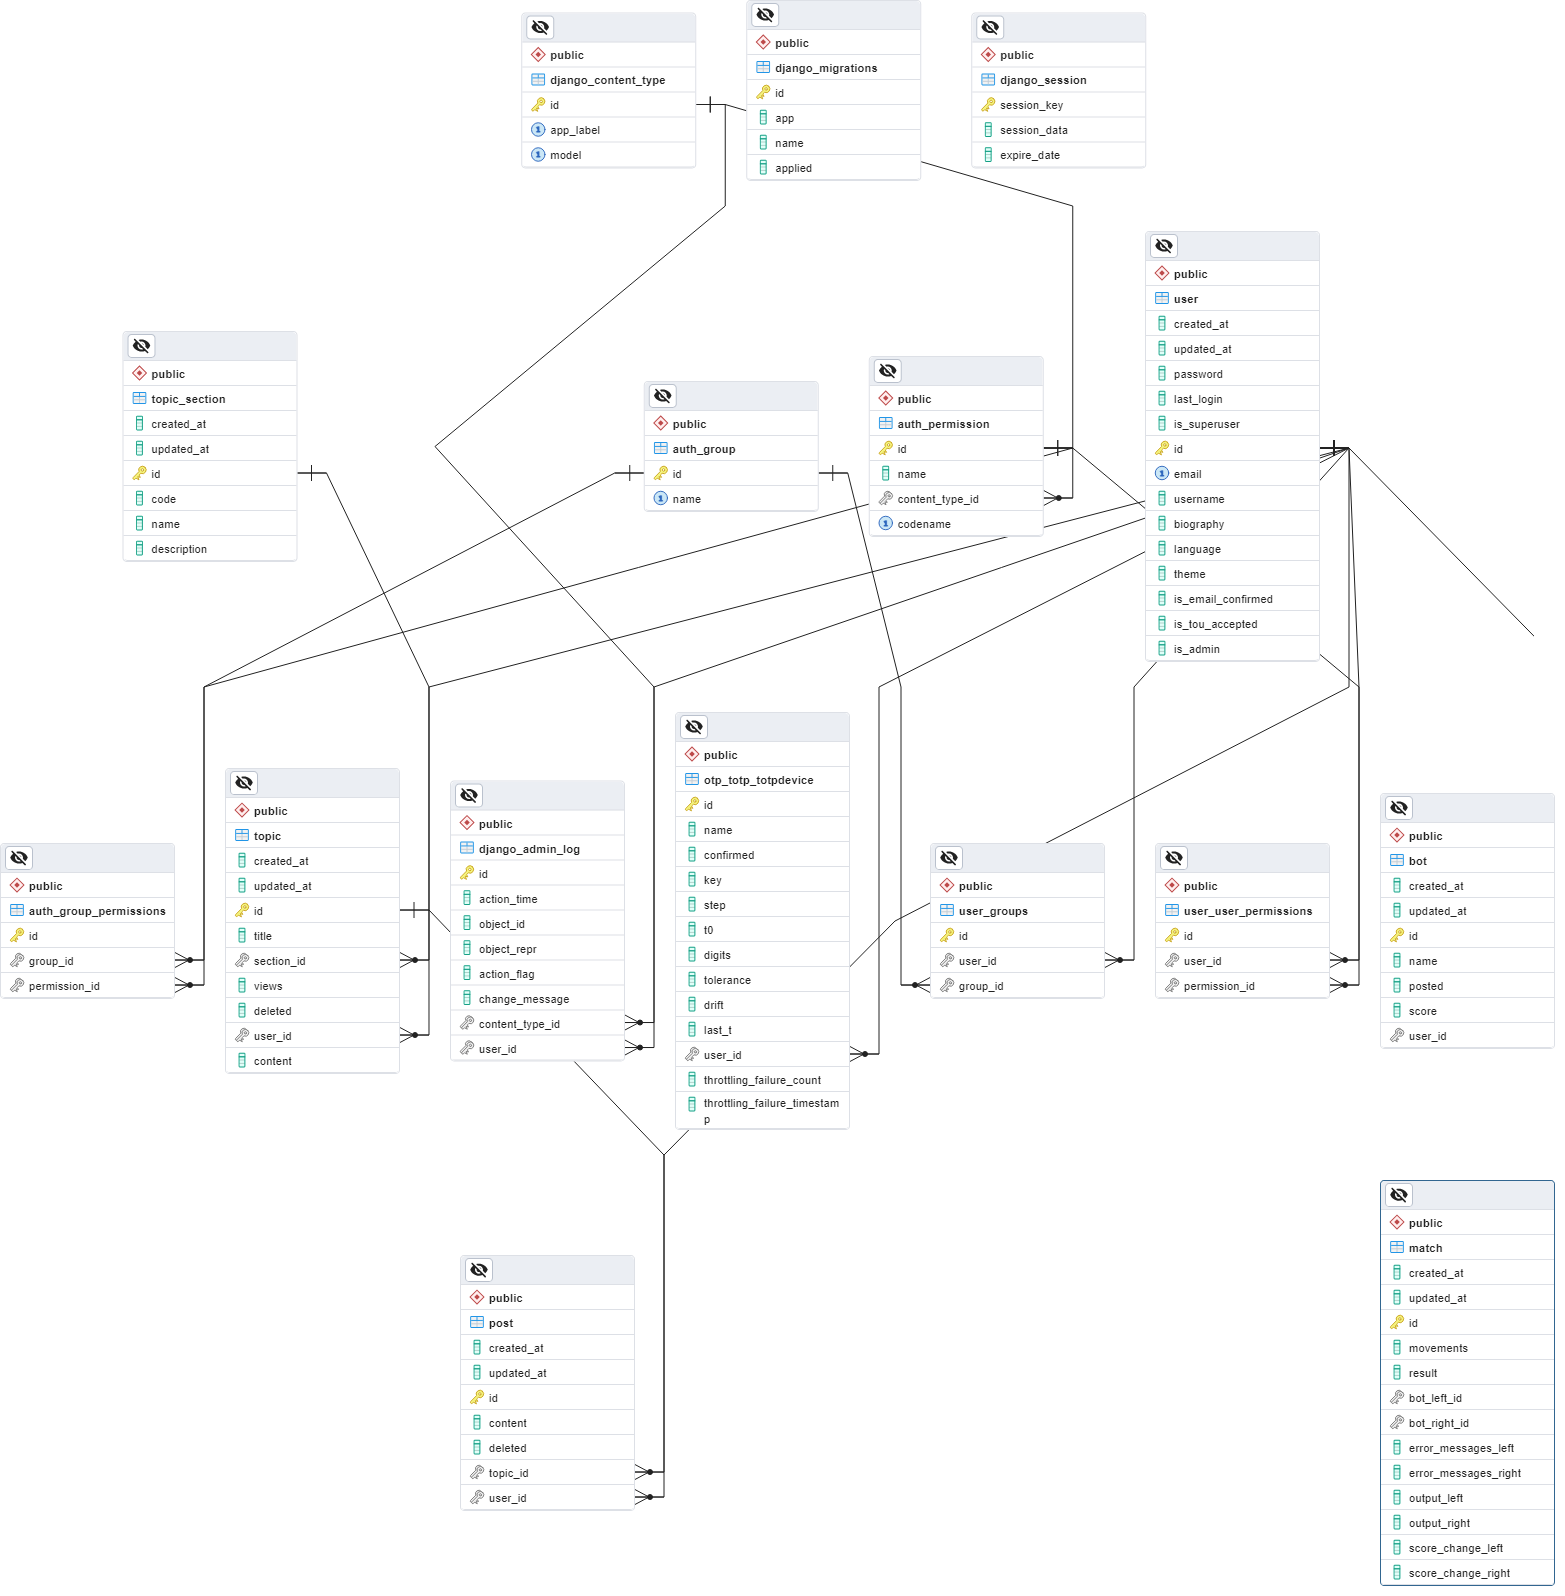 public
django_content_type
id
app_label
model
public
django_migrations
id
app
name
applied
public
django_session
session_key
session_data
expire_date
public
user
created_at
updated_at
password
last_login
is_superuser
id
email
username
biography
language
theme
is_email_confirmed
is_tou_accepted
is_admin
public
topic_section
created_at
updated_at
id
code
name
description
public
auth_group
id
name
public
auth_permission
id
name
content_type_id
codename
public
auth_group_permissions
id
group_id
permission_id
public
topic
created_at
updated_at
id
title
section_id
views
deleted
user_id
content
public
django_admin_log
id
action_time
object_id
object_repr
action_flag
change_message
content_type_id
user_id
public
otp_totp_totpdevice
id
name
confirmed
key
step
t0
digits
tolerance
drift
last_t
user_id
throttling_failure_count
throttling_failure_timestam
p
public
user_groups
id
user_id
group_id
public
user_user_permissions
id
user_id
permission_id
public
bot
created_at
updated_at
id
name
posted
score
user_id
public
post
created_at
updated_at
id
content
deleted
topic_id
user_id
public
match
created_at
updated_at
id
movements
result
bot_left_id
bot_right_id
error_messages_left
error_messages_right
output_left
output_right
score_change_left
score_change_right